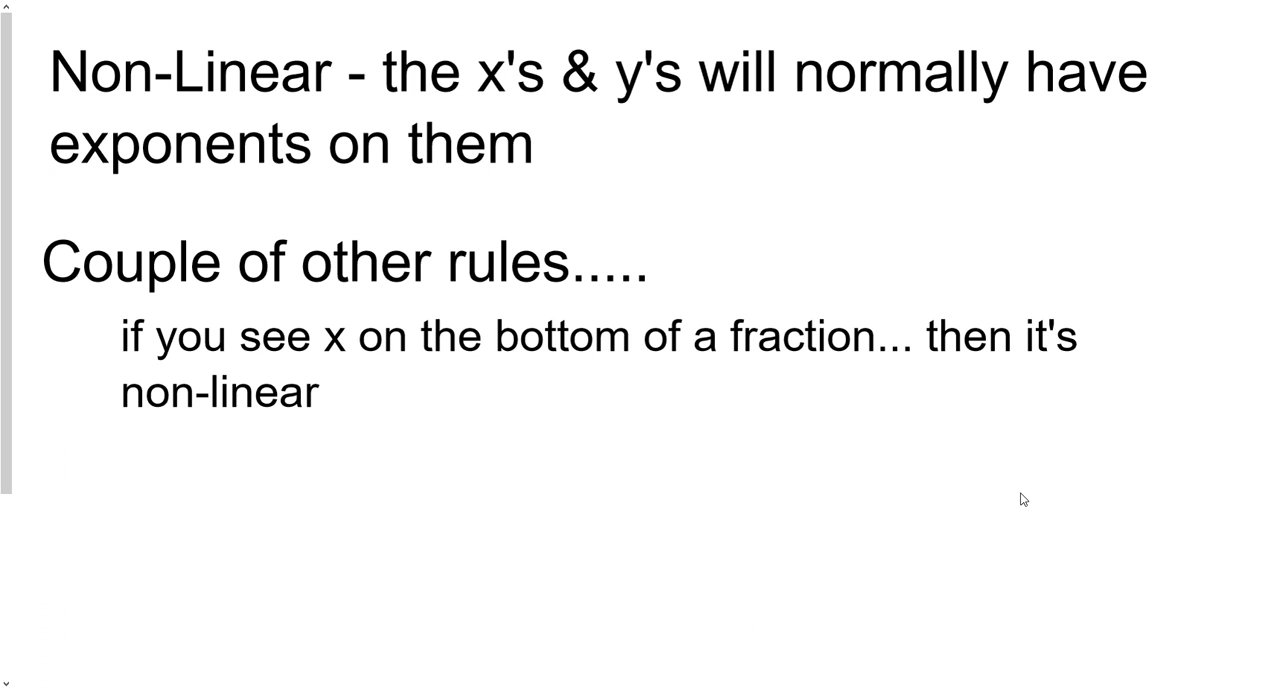 Non-Linear - the x's & y's will normally have
exponents on them
Couple of other rules.....
if you see x on the bottom of a fraction... then it's
non-linear